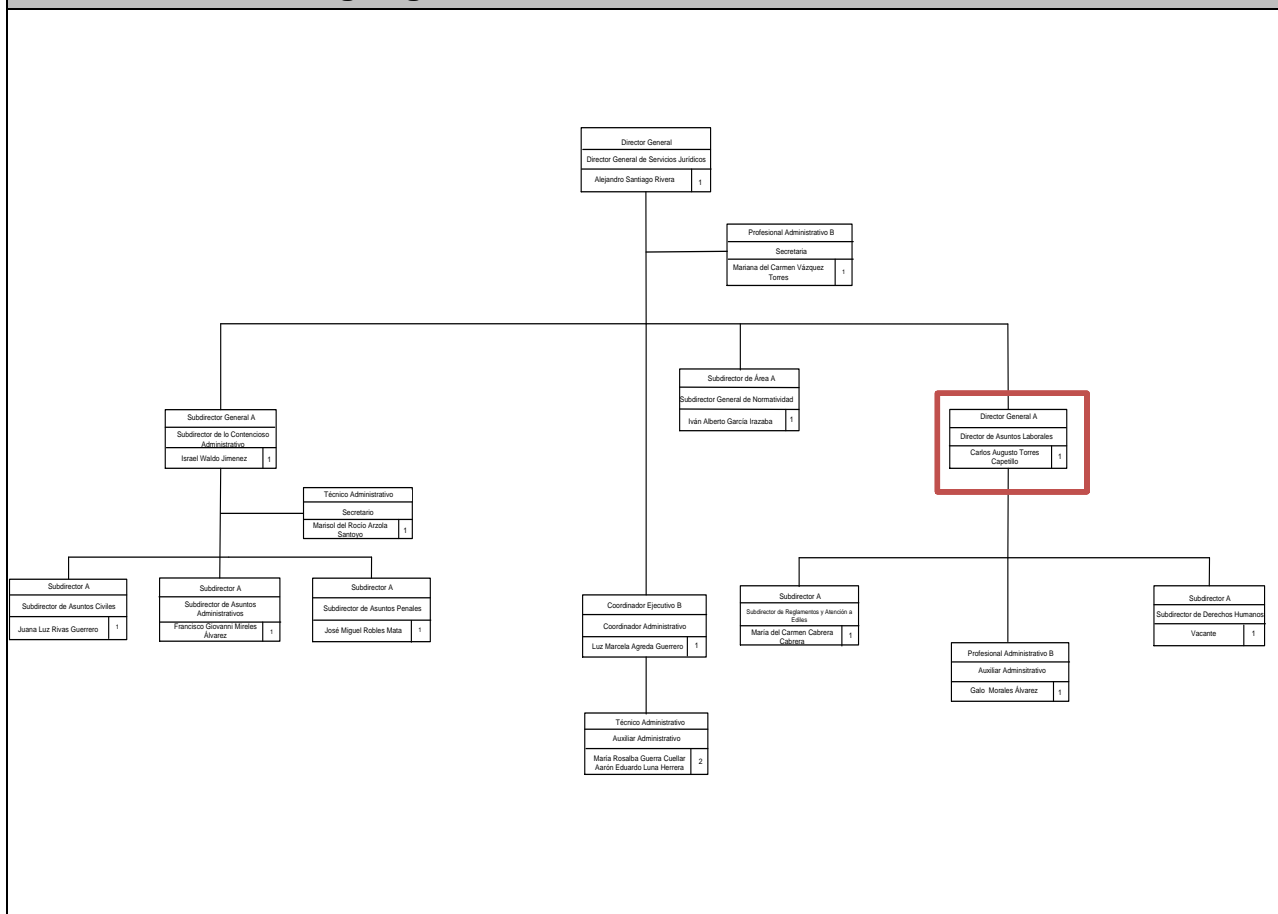 Director General
Director General de Servicios Jurídicos
Alejandro Santiago Rivera
1
Profesional Administrativo B
Secretaria
Mariana del Carmen Vázquez
Torres
1
Subdirector de Área A
Subdirector General de Normatividad
Iván Alberto García Irazaba
1
Subdirector General A
Subdirector de lo Contencioso
Administrativo
Israel Waldo Jimenez
1
Director General A
Director de Asuntos Laborales
Carlos Augusto Torres
Capetillo
1
Técnico Administrativo
Secretario
Marisol del Rocío Arzola
Santoyo
1
Subdirector A
Subdirector de Asuntos Civiles
Juana Luz Rivas Guerrero
1
Subdirector A
Subdirector de Asuntos
Administrativos
Francisco Giovanni Mireles
Álvarez
1
Subdirector A
Subdirector de Asuntos Penales
José Miguel Robles Mata
1
Coordinador Ejecutivo B
Coordinador Administrativo
Luz Marcela Agreda Guerrero
1
Subdirector A
Subdirector de Reglamentos y Atención a
Ediles
María del Carmen Cabrera
Cabrera
1
Profesional Administrativo B
Auxiliar Adminsitrativo
Galo Morales Álvarez
1
Subdirector A
Subdirector de Derechos Humanos
Vacante
1
Técnico Administrativo
Auxiliar Administrativo
Maria Rosalba Guerra Cuellar
Aarón Eduardo Luna Herrera
2